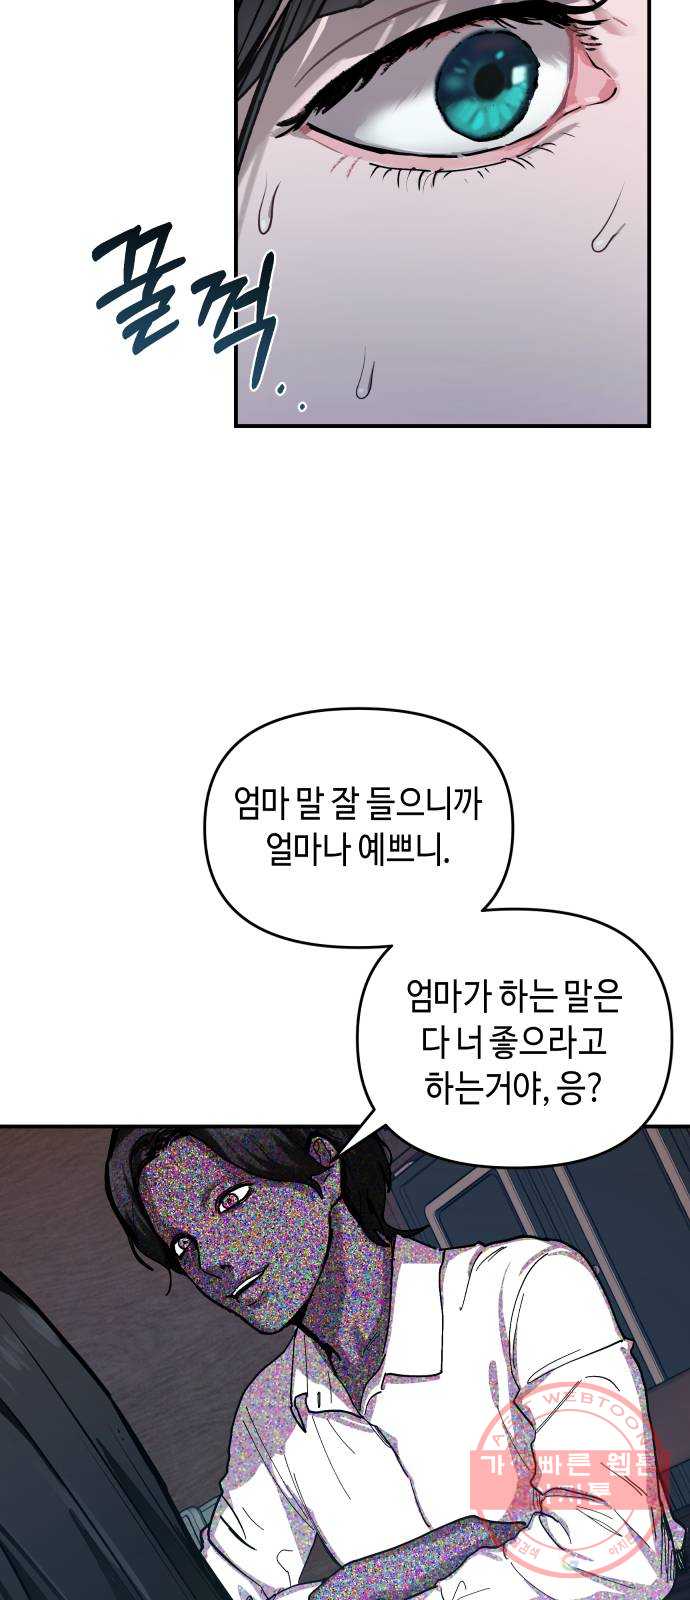 꿀꺽..
엄마 말 잘 들으니까
얼마나 예쁘니.
엄마가 하는 말은
다 너 좋으라고
하는거야, 응?